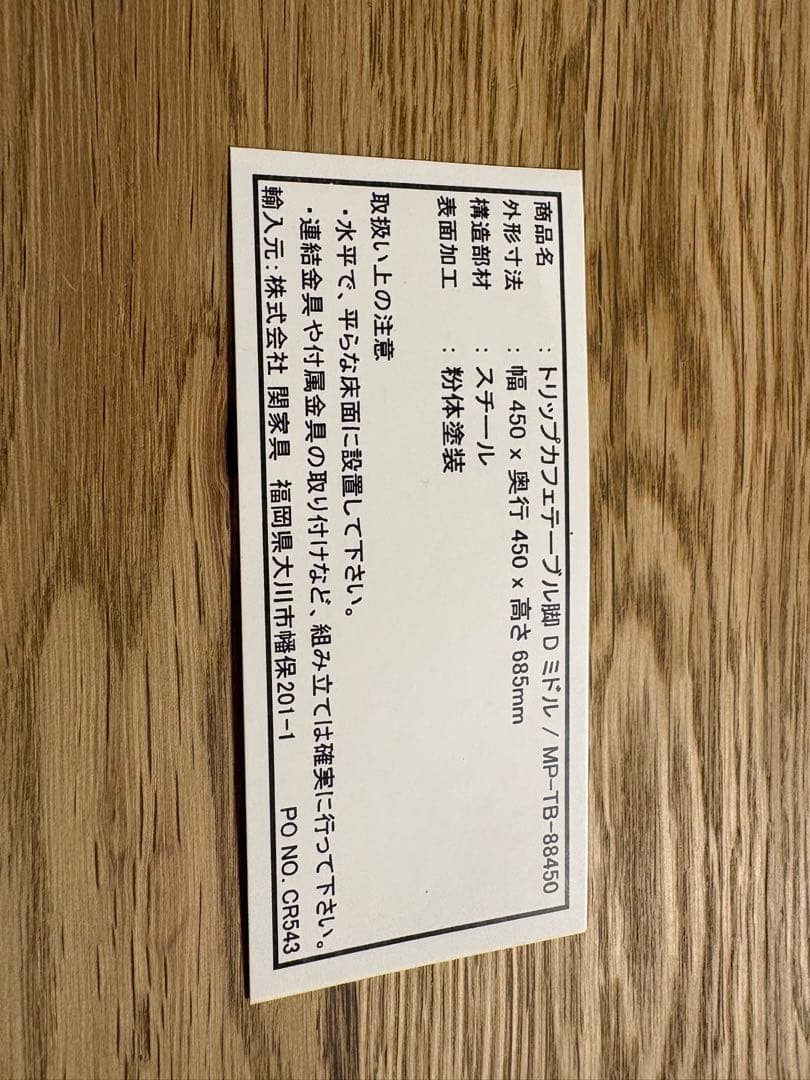 商品名 : トリップカフェテーブル脚 D ミドル / MP-TB-88450
外形寸法 : 幅 450 x 奥行 450 x 高さ 685mm
構造部材 : スチール
表面加工 : 粉体塗装
取扱い上の注意
・水平で、平らな床面に設置して下さい。
・連結金具や付属金具の取り付けなど、組み立ては確実に行って下さい。
輸入元:株式会社 関家具 福岡県大川市幡保201-1 PO NO. CR543